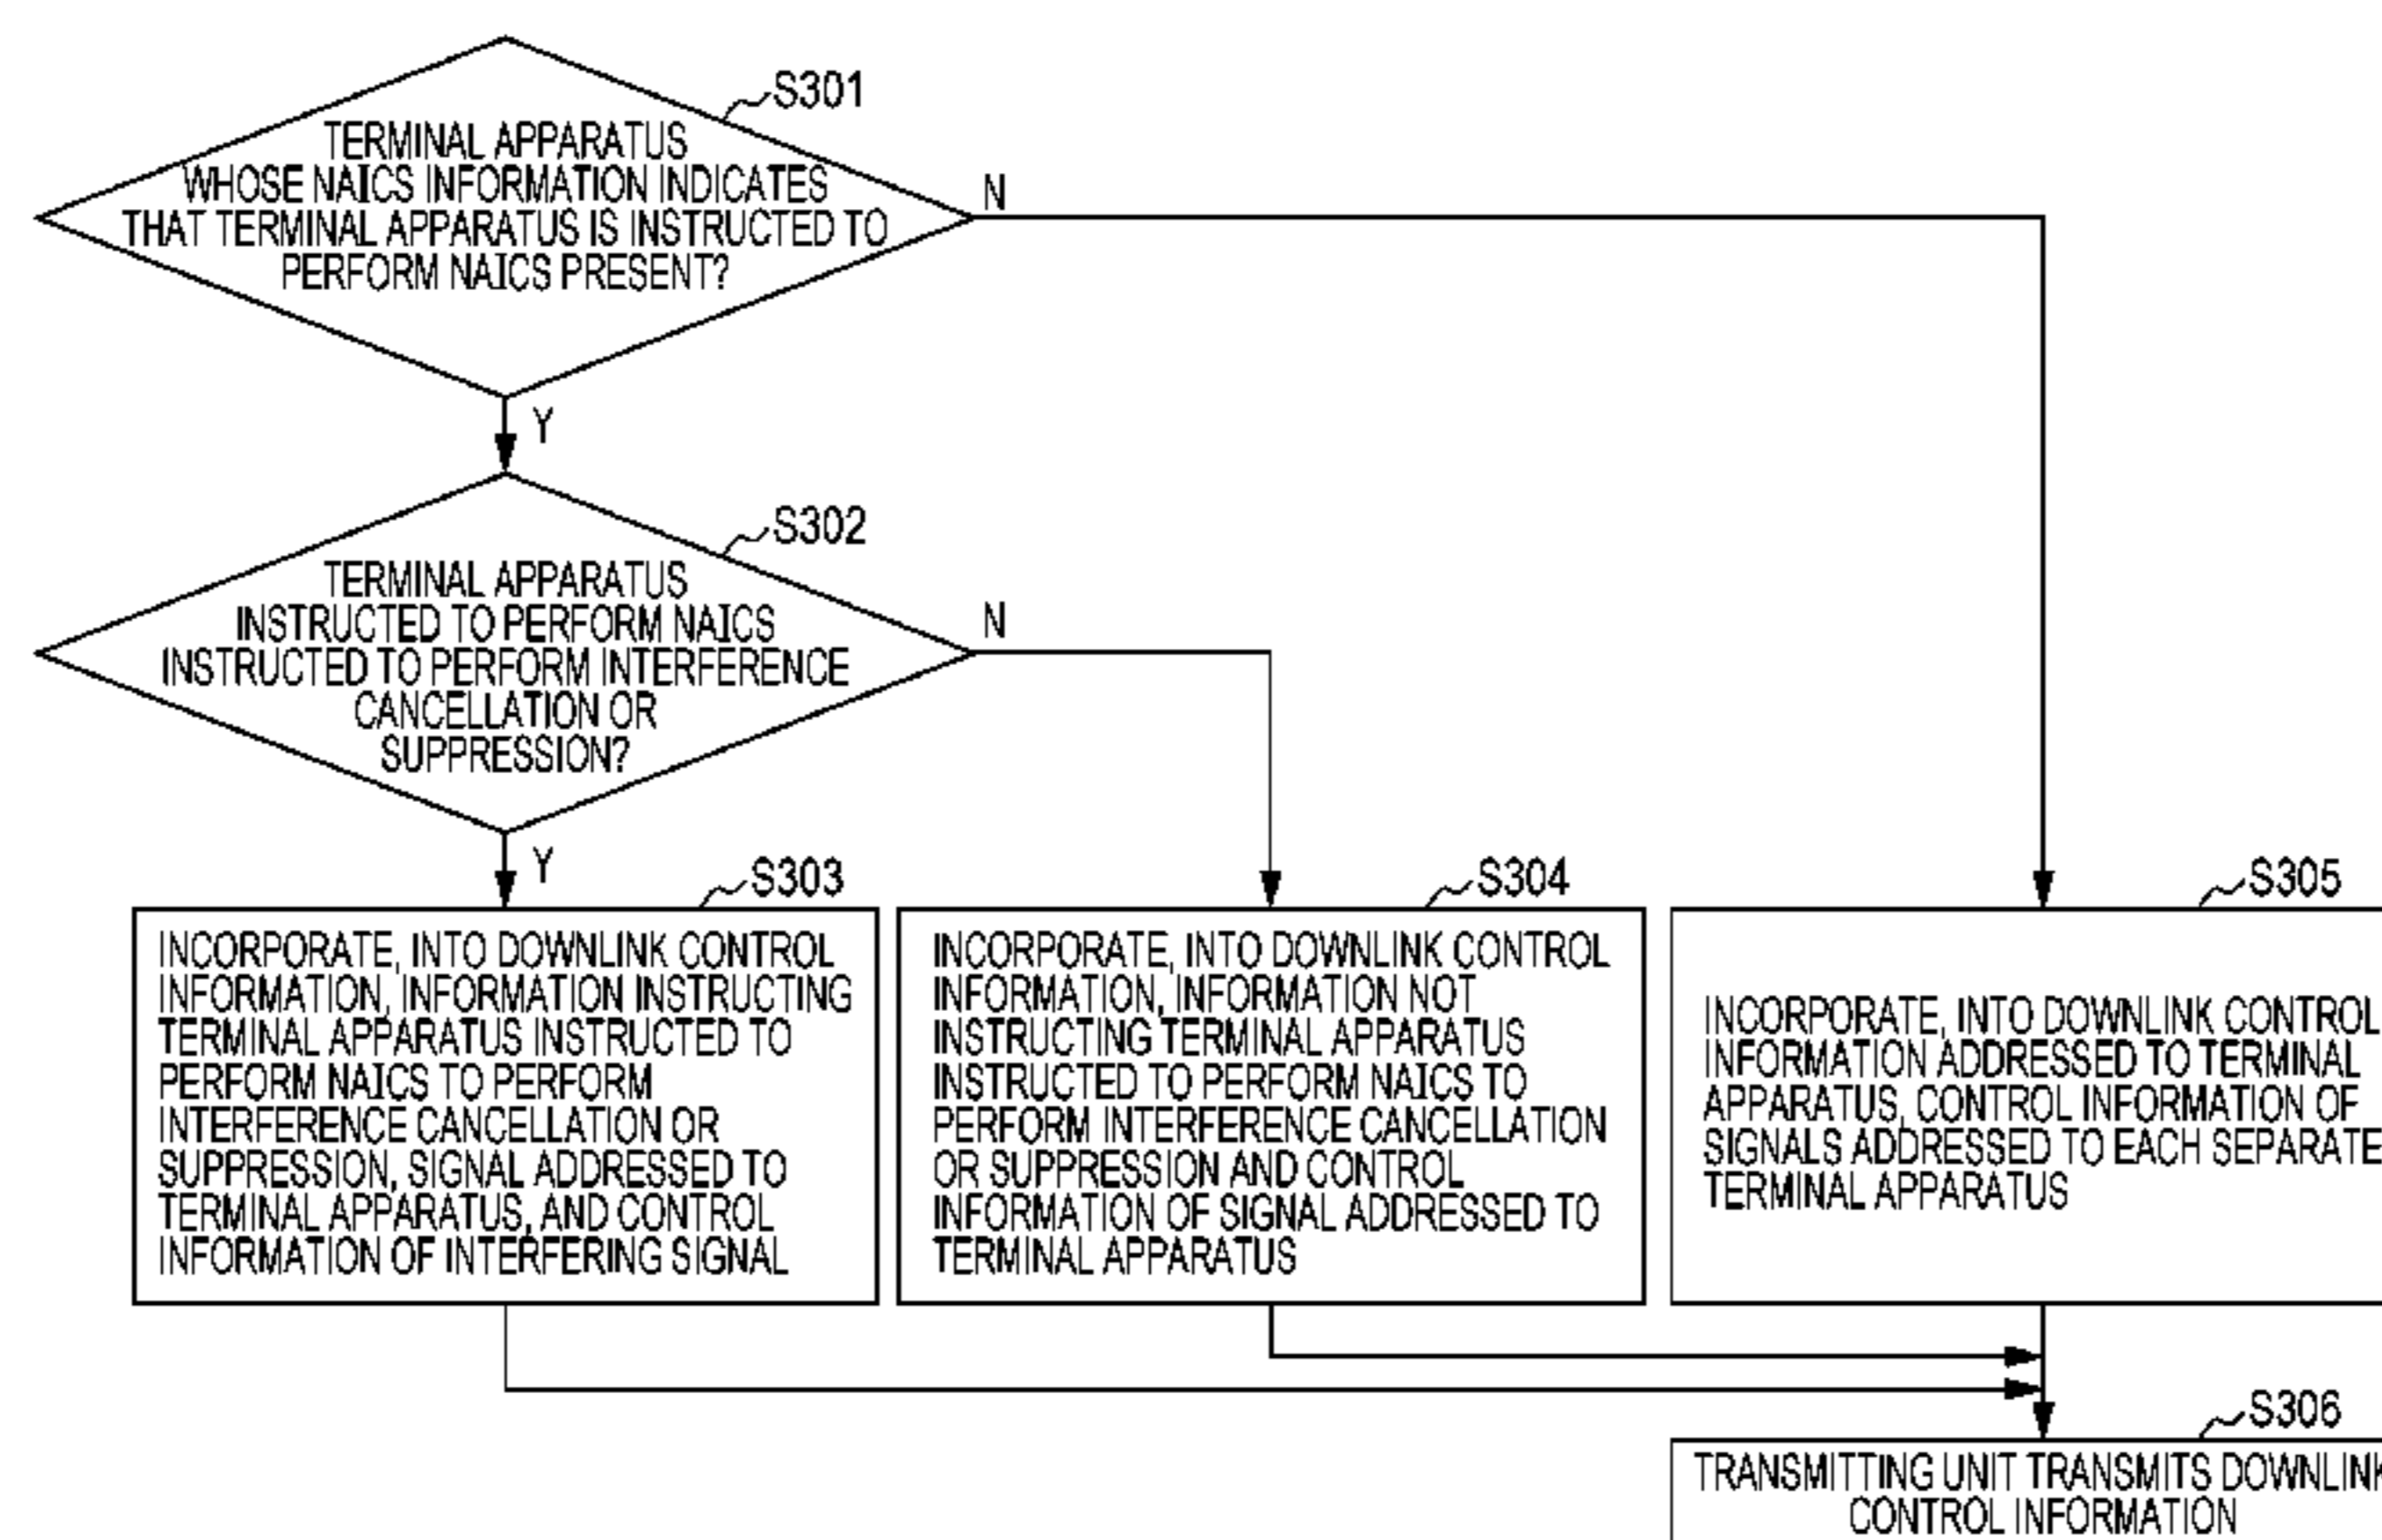 S301
TERMINAL APPARATUS
WHOSE NAICS INFORMATION INDICATES
THAT TERMINAL APPARATUS IS INSTRUCTED TO
PERFORM NAICS PRESENT?
N
Y
S302
TERMINAL APPARATUS
INSTRUCTED TO PERFORM NAICS
INSTRUCTED TO PERFORM INTERFERENCE
CANCELLATION OR
SUPPRESSION?
N
Y
S303
INCORPORATE, INTO DOWNLINK CONTROL
INFORMATION, INFORMATION INSTRUCTING
TERMINAL APPARATUS INSTRUCTED TO
PERFORM NAICS TO PERFORM
INTERFERENCE CANCELLATION OR
SUPPRESSION, SIGNAL ADDRESSED TO
TERMINAL APPARATUS, AND CONTROL
INFORMATION OF INTERFERING SIGNAL
S304
INCORPORATE, INTO DOWNLINK CONTROL
INFORMATION, INFORMATION NOT
INSTRUCTING TERMINAL APPARATUS
INSTRUCTED TO PERFORM NAICS TO
PERFORM INTERFERENCE CANCELLATION
OR SUPPRESSION AND CONTROL
INFORMATION OF SIGNAL ADDRESSED TO
TERMINAL APPARATUS
S305
INCORPORATE, INTO DOWNLINK CONTROL
INFORMATION ADDRESSED TO TERMINAL
APPARATUS, CONTROL INFORMATION OF
SIGNALS ADDRESSED TO EACH SEPARATE
TERMINAL APPARATUS
S306
TRANSMITTING UNIT TRANSMITS DOWNLINK
CONTROL INFORMATION